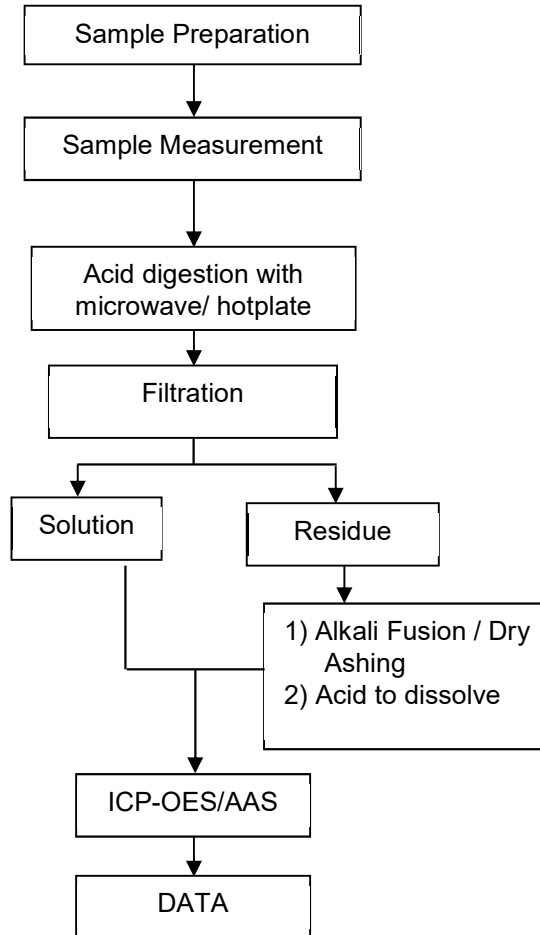 Sample Preparation
Sample Measurement
Acid digestion with
microwave/ hotplate
Filtration
Solution
Residue
1) Alkali Fusion / Dry
Ashing
2) Acid to dissolve
ICP-OES/AAS
DATA